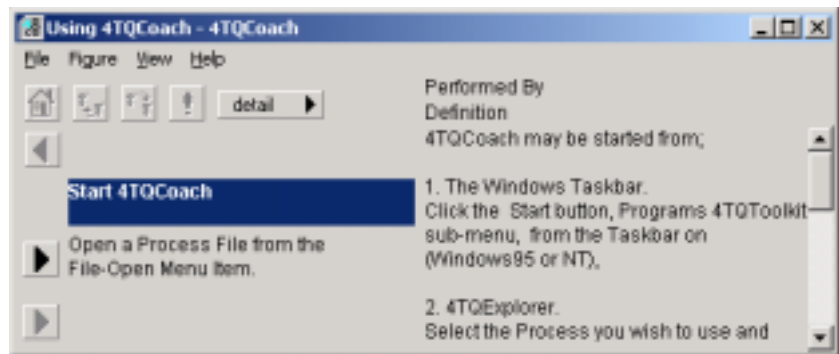 Using 4TQCoach - 4TQCoach
File Figure View Help
detail
Start 4TQCoach
Open a Process File from the
File-Open Menu Item.
Performed By
Definition
4TQCoach may be started from;
1. The Windows Taskbar.
Click the Start button, Programs 4TQToolkit
sub-menu, from the Taskbar on
(Windows95 or NT),
2. 4TQExplorer.
Select the Process you wish to use and